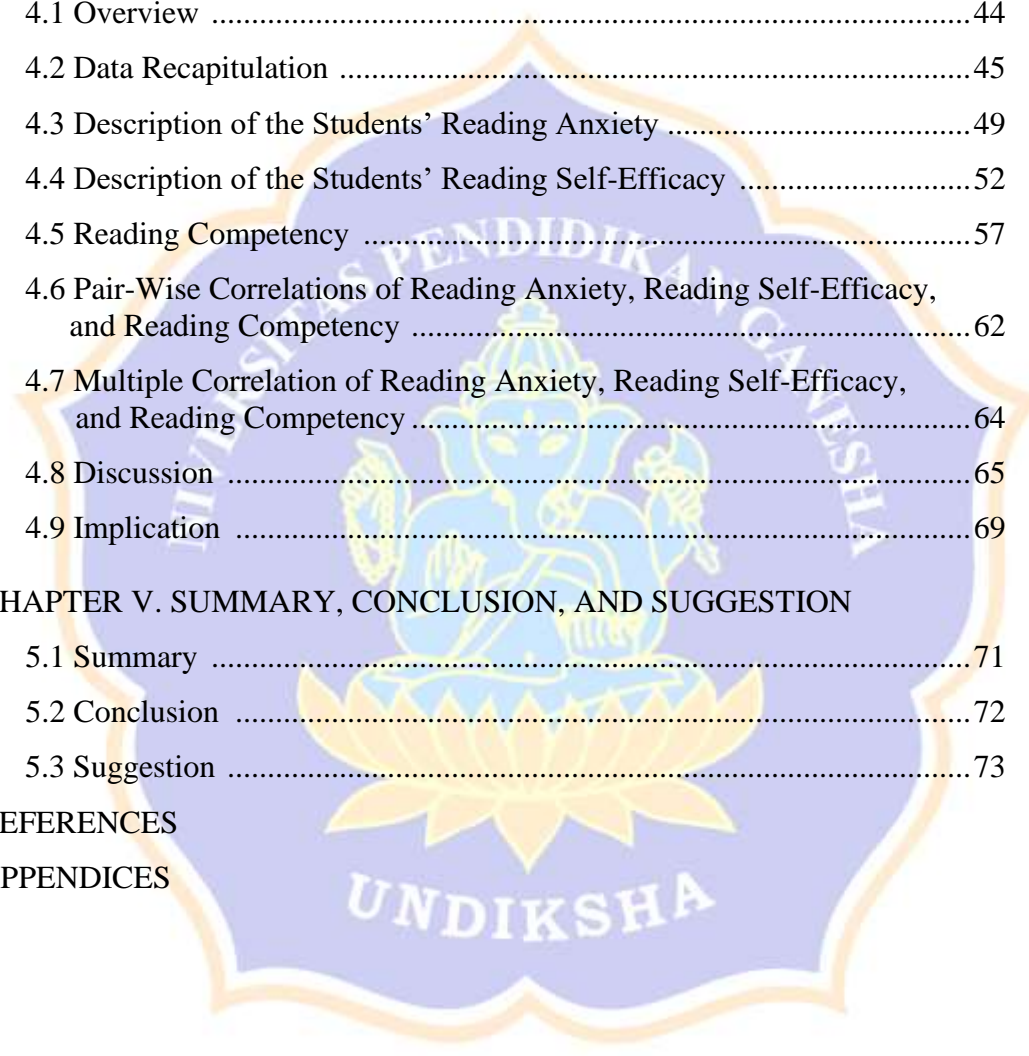 4.1 Overview ........................................................................................44
4.2 Data Recapitulation .......................................................................45
4.3 Description of the Students’ Reading Anxiety ..................................49
4.4 Description of the Students’ Reading Self-Efficacy .........................52
4.5 Reading Competency .....................................................................57
4.6 Pair-Wise Correlations of Reading Anxiety, Reading Self-Efficacy,
and Reading Competency ................................................................62
4.7 Multiple Correlation of Reading Anxiety, Reading Self-Efficacy,
and Reading Competency ................................................................64
4.8 Discussion .....................................................................................65
4.9 Implication ....................................................................................69
HAPTER V. SUMMARY, CONCLUSION, AND SUGGESTION
5.1 Summary .......................................................................................71
5.2 Conclusion ....................................................................................72
5.3 Suggestion .....................................................................................73
EFERENCES
PPENDICES
UNIVERSITAS PENDIDIKAN GANESHA
UNDIKSHA